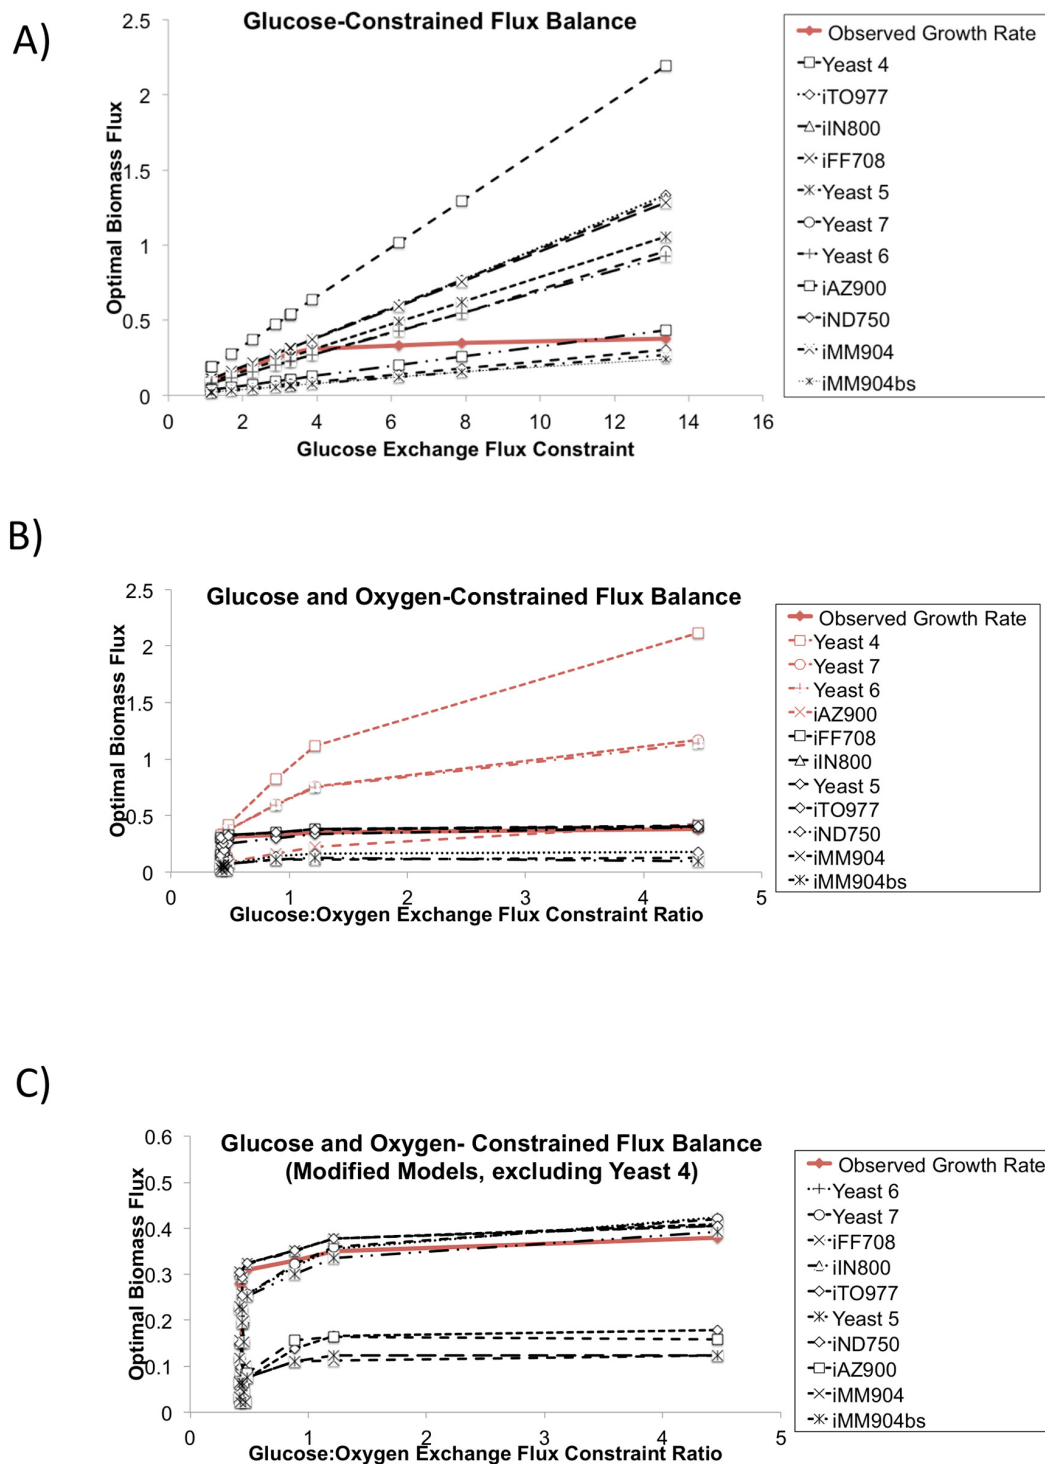 A)
Glucose-Constrained Flux Balance
Optimal Biomass Flux
2.5
2
1.5
1
0.5
0
0 2 4 6 8 10 12 14 16
Glucose Exchange Flux Constraint
Observed Growth Rate
Yeast 4
iTO977
iIN800
iFF708
Yeast 5
Yeast 7
Yeast 6
iAZ900
iND750
iMM904
iMM904bs
B)
Glucose and Oxygen-Constrained Flux Balance
Optimal Biomass Flux
2.5
2
1.5
1
0.5
0
0 1 2 3 4 5
Glucose:Oxygen Exchange Flux Constraint Ratio
Observed Growth Rate
Yeast 4
Yeast 7
Yeast 6
iAZ900
iFF708
iIN800
Yeast 5
iTO977
iND750
iMM904
iMM904bs
C)
Glucose and Oxygen- Constrained Flux Balance
(Modified Models, excluding Yeast 4)
Optimal Biomass Flux
0.6
0.5
0.4
0.3
0.2
0.1
0
0 1 2 3 4 5
Glucose:Oxygen Exchange Flux Constraint Ratio
Observed Growth Rate
Yeast 6
Yeast 7
iFF708
iIN800
iTO977
Yeast 5
iND750
iAZ900
iMM904
iMM904bs